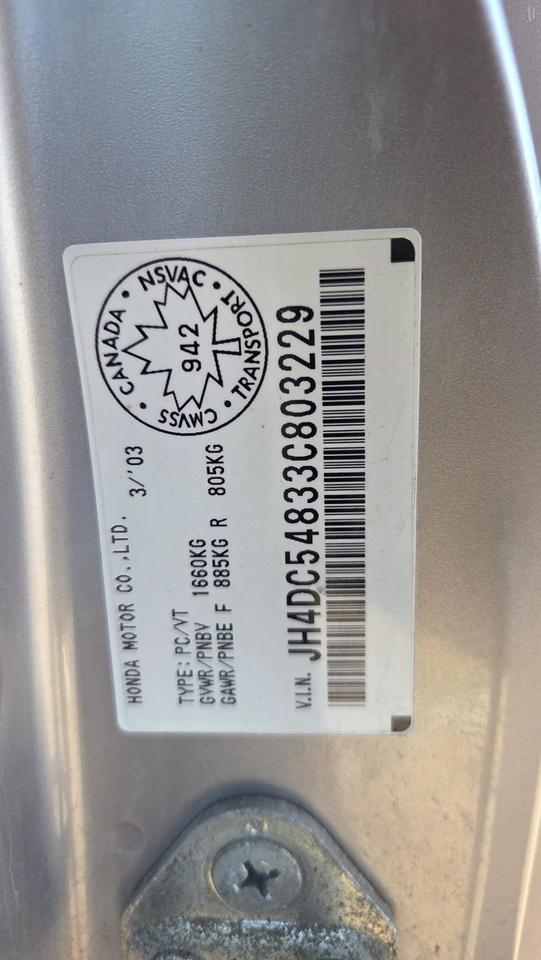 HONDA MOTOR CO.,LTD. 3/'03
TYPE: PC/VT
GVWR/PNBV 1660KG
GAWR/PNBE F 885KG R 805KG
V.I.N. JH4DC54833C803229
CANADA • NSVAC • TRANSPORT • CMVSS •
942